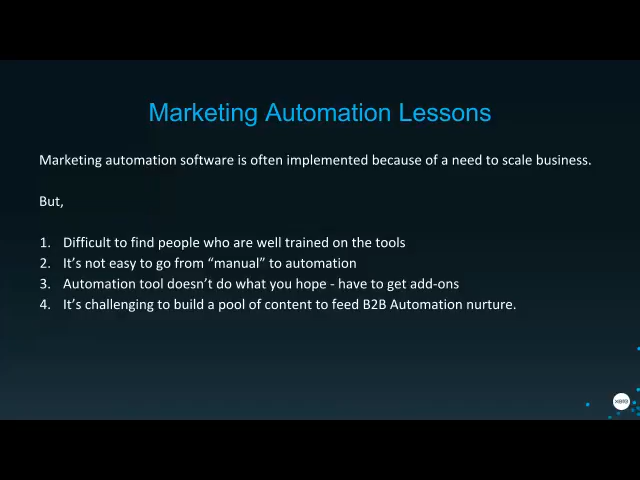 Marketing Automation Lessons
Marketing automation software is often implemented because of a need to scale business.
But,
1. Difficult to find people who are well trained on the tools
2. It's not easy to go from “manual” to automation
3. Automation tool doesn't do what you hope - have to get add-ons
4. It's challenging to build a pool of content to feed B2B Automation nurture.
xero